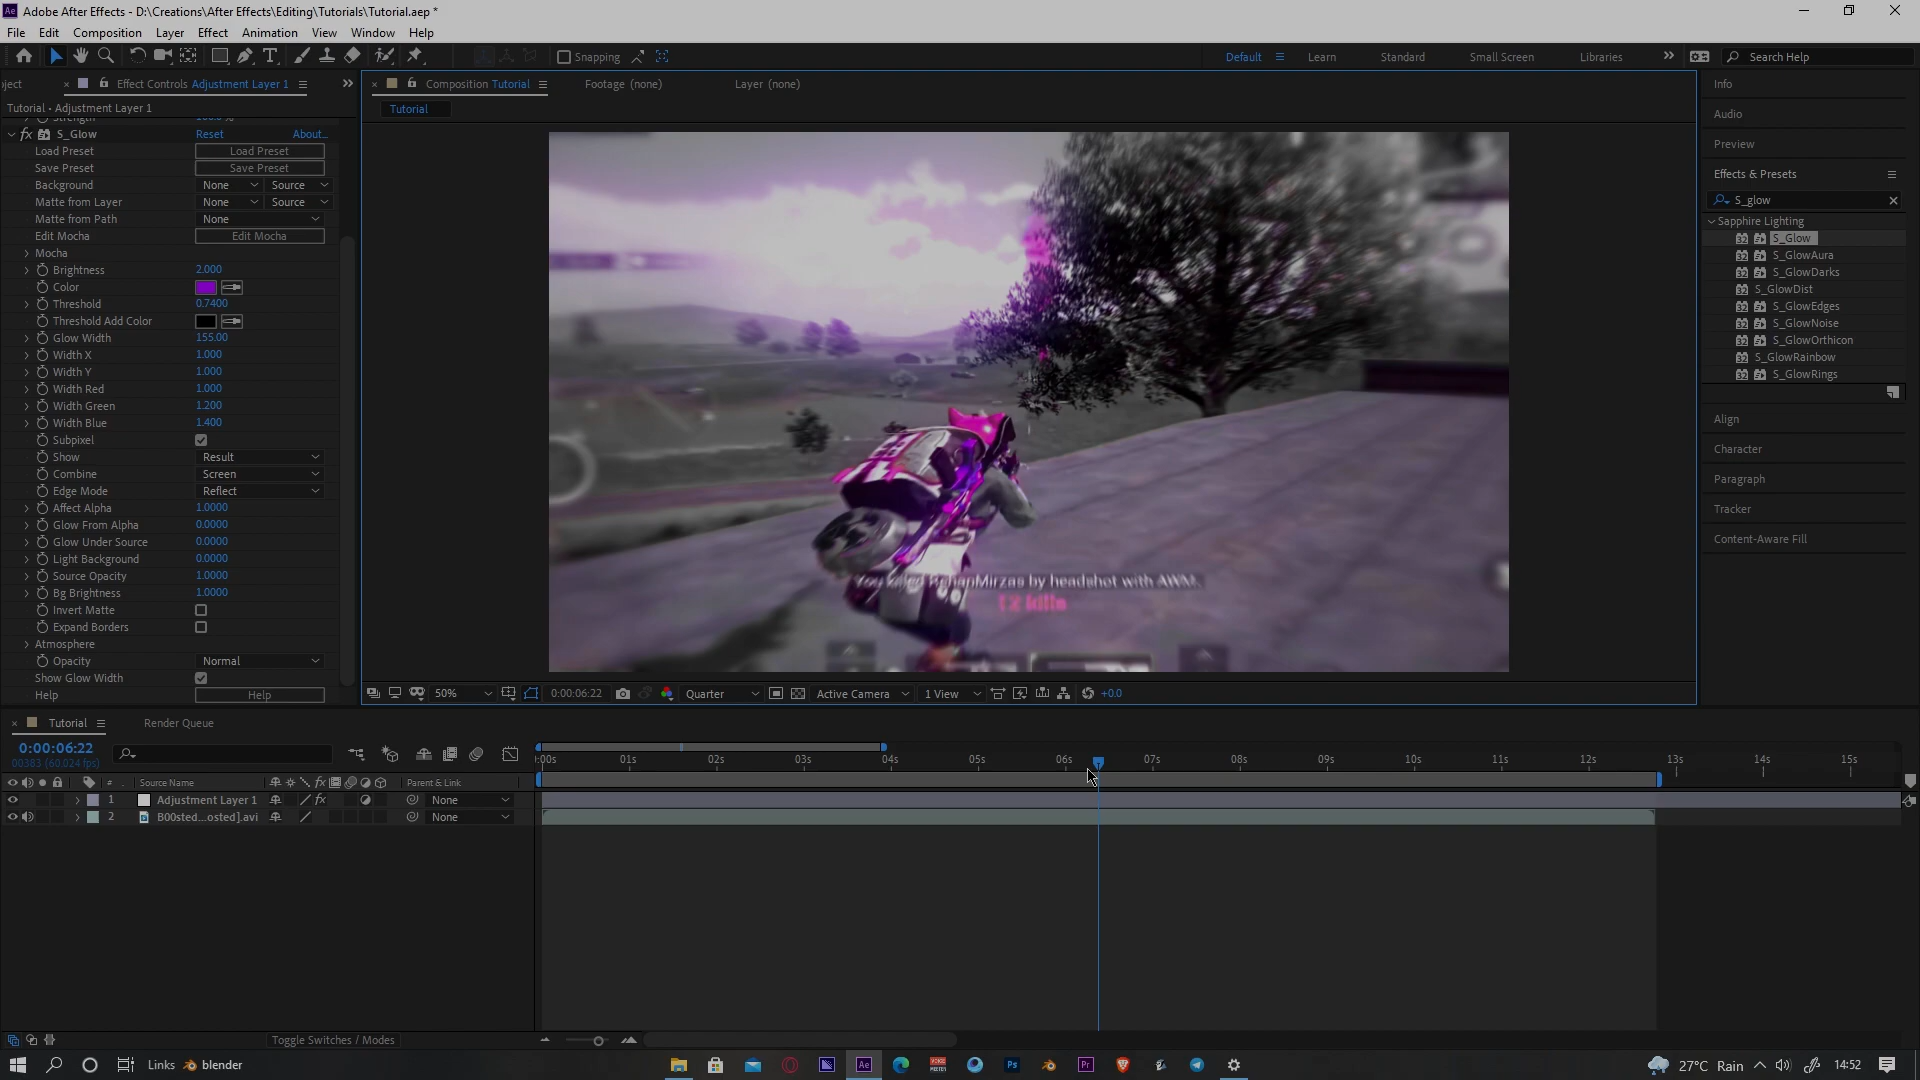 Adobe After Effects - D:\Creations\After Effects\Editing\Tutorials\Tutorial.aep *
File Edit Composition Layer Effect Animation View Window Help
Snapping
Default Learn Standard Small Screen Libraries Search Help
oject Effect Controls Adjustment Layer 1
Tutorial • Adjustment Layer 1
S_Glow Reset About...
Load Preset Load Preset
Save Preset Save Preset
Background None Source
Matte from Layer None Source
Matte from Path None
Edit Mocha Edit Mocha
Mocha
Brightness 2.000
Color
Threshold 0.7400
Threshold Add Color
Glow Width 155.00
Width X 1.000
Width Y 1.000
Width Red 1.000
Width Green 1.200
Width Blue 1.400
Subpixel
Show Result
Combine Screen
Edge Mode Reflect
Affect Alpha 1.0000
Glow From Alpha 0.0000
Glow Under Source 0.0000
Light Background 0.0000
Source Opacity 1.0000
Bg Brightness 1.0000
Invert Matte
Expand Borders
Atmosphere
Opacity Normal
Show Glow Width
Help Help
Composition Tutorial Footage (none) Layer (none)
Tutorial
by headshot with AWM.
12 kills
50% 0:00:06:22 Quarter Active Camera 1 View +0.0
Info
Audio
Preview
Effects & Presets
S_glow
Sapphire Lighting
S_Glow
S_GlowAura
S_GlowDarks
S_GlowDist
S_GlowEdges
S_GlowNoise
S_GlowOrthicon
S_GlowRainbow
S_GlowRings
Align
Character
Paragraph
Tracker
Content-Aware Fill
Tutorial Render Queue
0:00:06:22
00383 (60.024 fps)
:00s 01s 02s 03s 04s 05s 06s 07s 08s 09s 10s 11s 12s 13s 14s 15s
# Source Name Parent & Link
1 Adjustment Layer 1 None
2 B00sted...osted].avi None
Toggle Switches / Modes
Links blender 27°C Rain 14:52